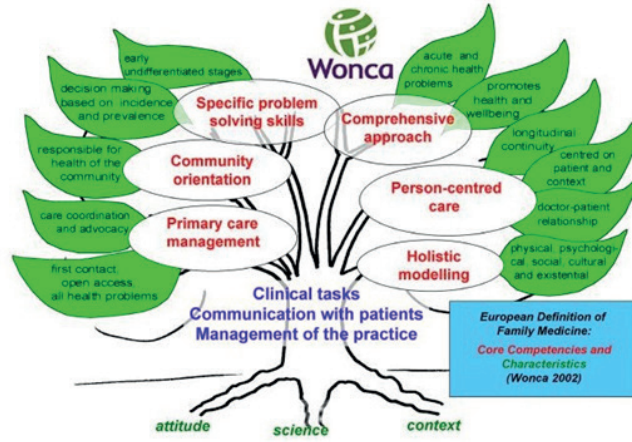 Wonca
early
undifferentiated stages
decision making
based on incidence
and prevalence
Specific problem
solving skills
responsible for
health of the
community
Community
orientation
care coordination
and advocacy
Primary care
management
first contact,
open access,
all health problems
acute and
chronic health
problems
promotes
health and
wellbeing
Comprehensive
approach
longitudinal
continuity
centred on
patient and
context
Person-centred
care
doctor-patient
relationship
Holistic
modelling
physical, psychologi-
cal, social, cultural
and existential
Clinical tasks
Communication with patients
Management of the practice
European Definition of
Family Medicine:
Core Competencies and
Characteristics
(Wonca 2002)
attitude
science
context